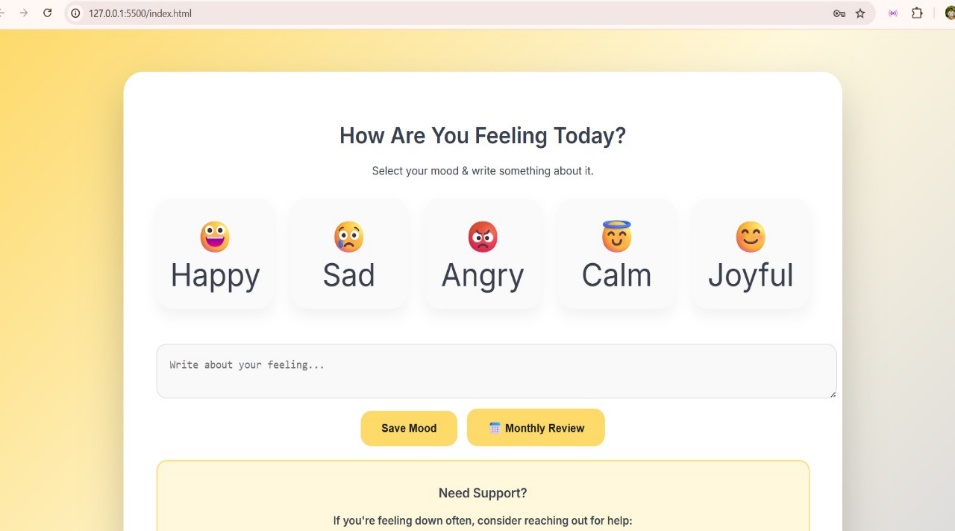 127.0.0.1:5500/index.html
How Are You Feeling Today?
Select your mood & write something about it.
Happy Sad Angry Calm Joyful
Write about your feeling...
Save Mood Monthly Review
Need Support?
If you're feeling down often, consider reaching out for help: